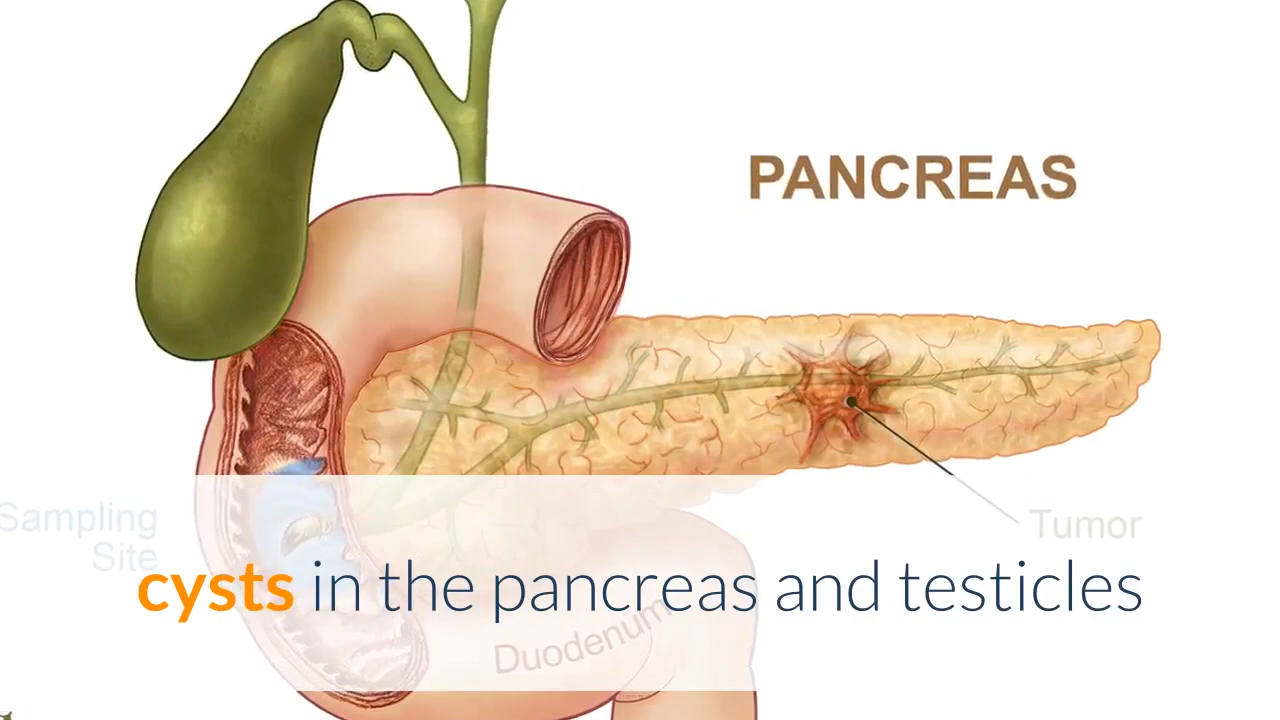 PANCREAS
Sampling
Site
Tumor
cysts in the pancreas and testicles
Duodenum